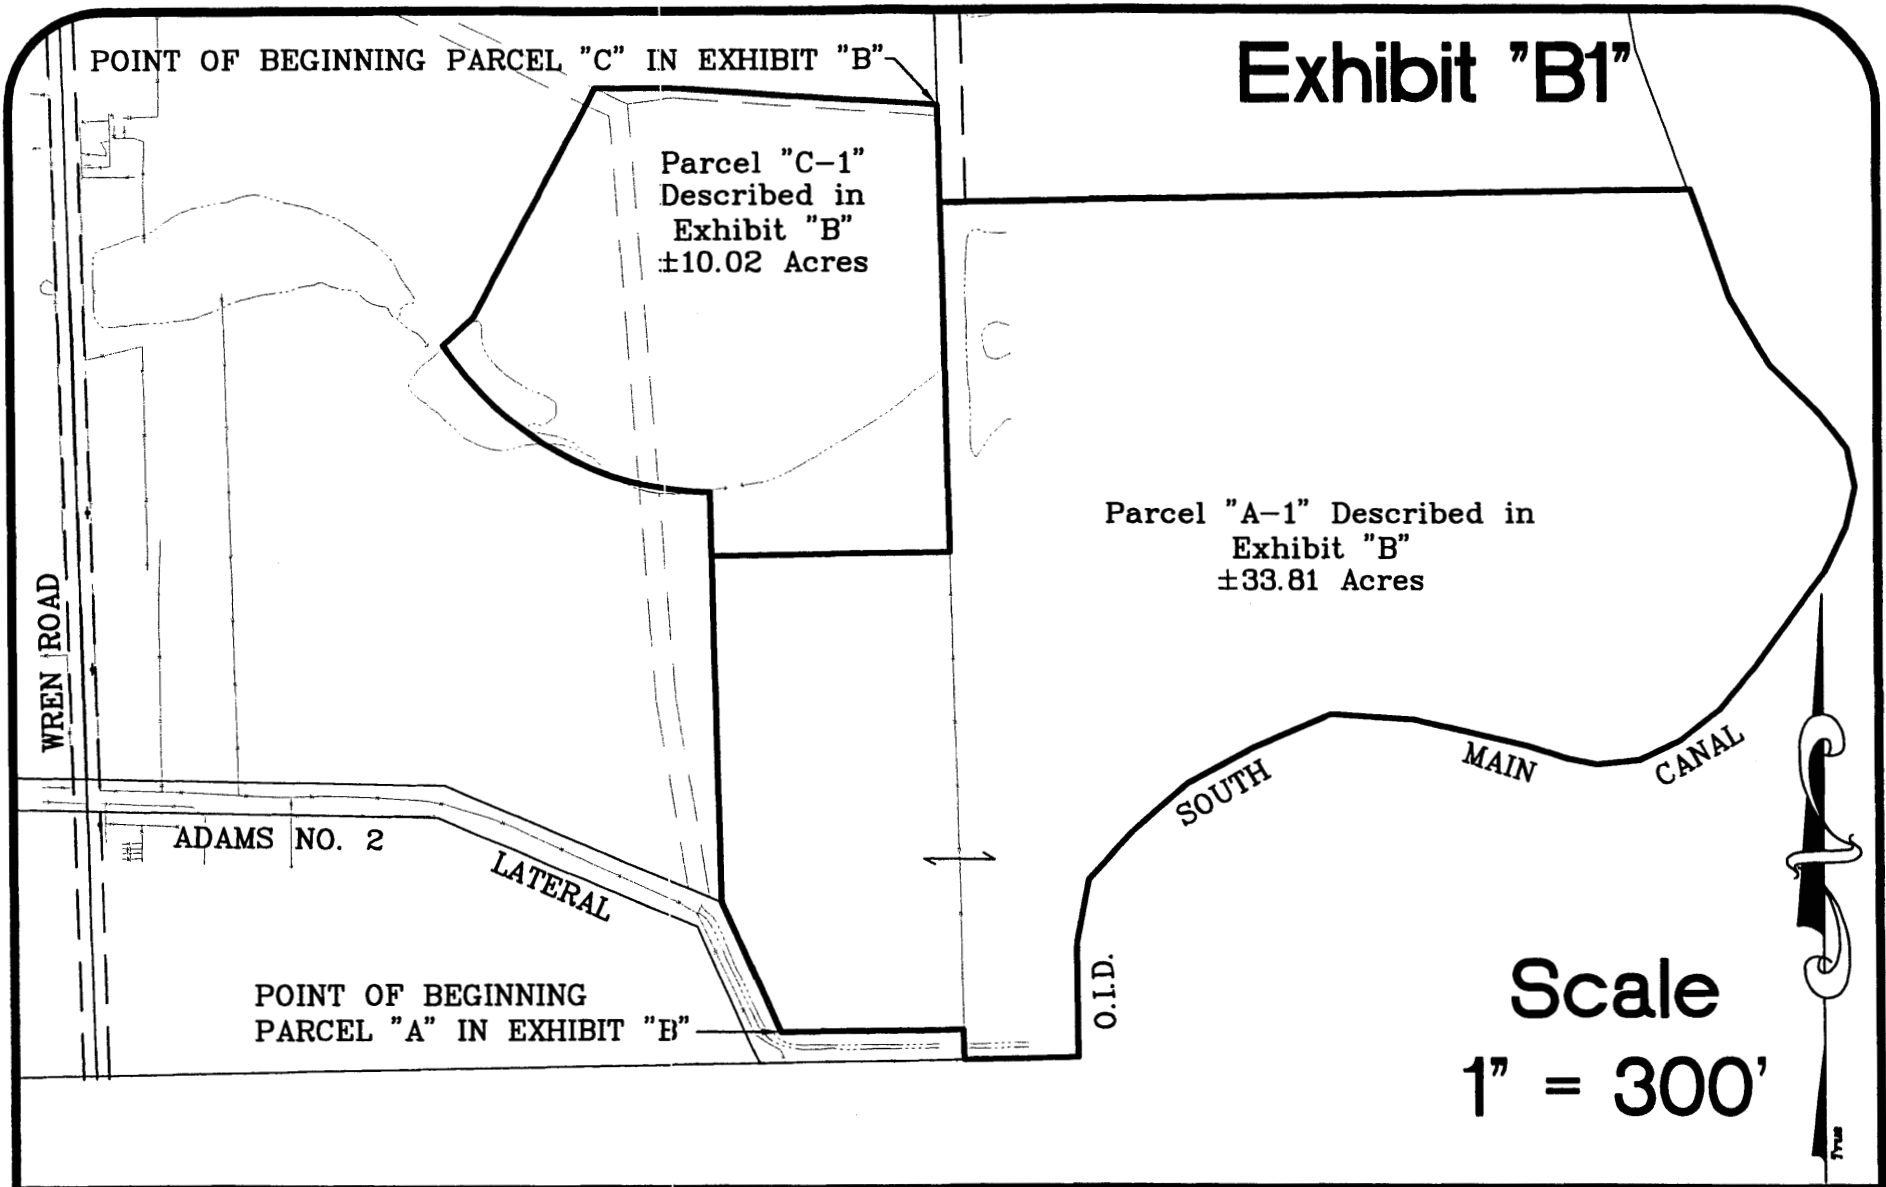 Exhibit "B1"
POINT OF BEGINNING PARCEL "C" IN EXHIBIT "B"
Parcel "C-1"
Described in
Exhibit "B"
±10.02 Acres
Parcel "A-1" Described in
Exhibit "B"
±33.81 Acres
WREN ROAD
ADAMS NO. 2
LATERAL
SOUTH
MAIN
CANAL
O.I.D.
POINT OF BEGINNING
PARCEL "A" IN EXHIBIT "B"
Scale
1" = 300'
True